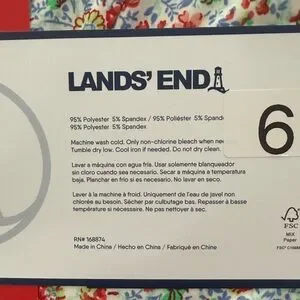 LANDS' END
95% Polyester 5% Spandex / 95% Poliéster 5% Span
95% Polyester 5% Spandex
Machine wash cold. Only non-chlorine bleach when nee
Tumble dry low. Cool iron if needed. Do not dry clean.
6
Lavar a máquina con agua fría. Usar solamente blanqueador
sin cloro cuando sea necesario. Secar a máquina a temperatura
baja. Planchar en frío si es necesario. No lavar en seco.
Laver à la machine à froid. Uniquement de l'eau de javel non
chlorée au besoin. Sécher par culbutage bas. Repasser à basse
température si nécessaire. Ne pas nettoyer à sec.
RN# 168874
Made in China / Hecho en China / Fabriqué en Chine
FSC
MIX
Paper